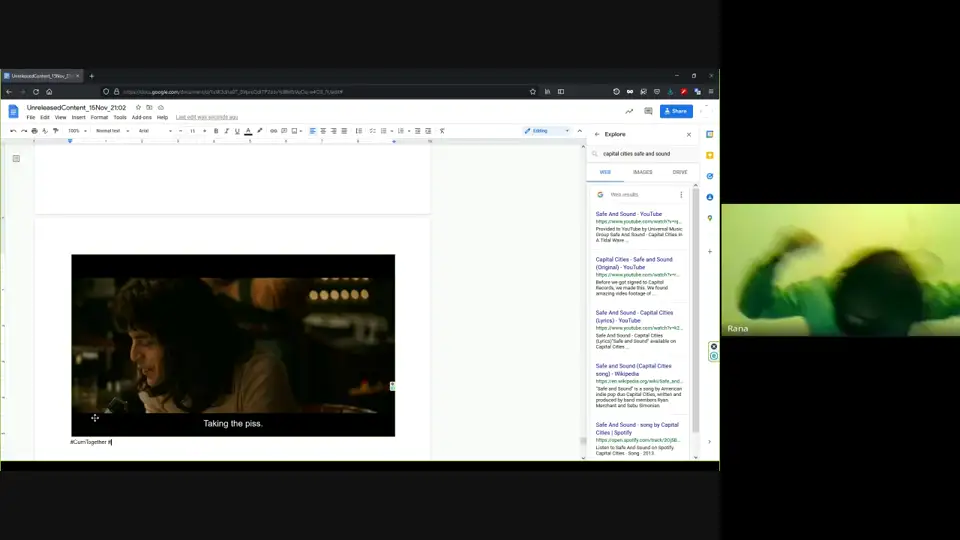 UnreleasedContent_15Nov_21:02
File Edit View Insert Format Tools Add-ons Help
100% Normal text Arial 11
Editing
Share
Explore
capital cities safe and sound
WEB IMAGES DRIVE
Web results
Safe And Sound - YouTube
Provided to YouTube by Universal Music
Group Safe And Sound · Capital Cities In
A Tidal Wave ...
Capital Cities - Safe and Sound
(Original) - YouTube
Before we got signed to Capitol
Records, we made this. We found
amazing video footage of ...
Safe And Sound - Capital Cities
(Lyrics) - YouTube
Safe And Sound - Capital Cities
(Lyrics)"Safe and Sound" available on
Capital Cities ...
Safe and Sound (Capital Cities
song) - Wikipedia
"Safe and Sound" is a song by American
indie pop duo Capital Cities, written and
produced by band members Ryan
Merchant and Sebu Simonian.
Safe and Sound - song by Capital
Cities | Spotify
Listen to Safe And Sound on Spotify.
Capital Cities · Song · 2013.
Taking the piss.
#CumTogether #
Rana